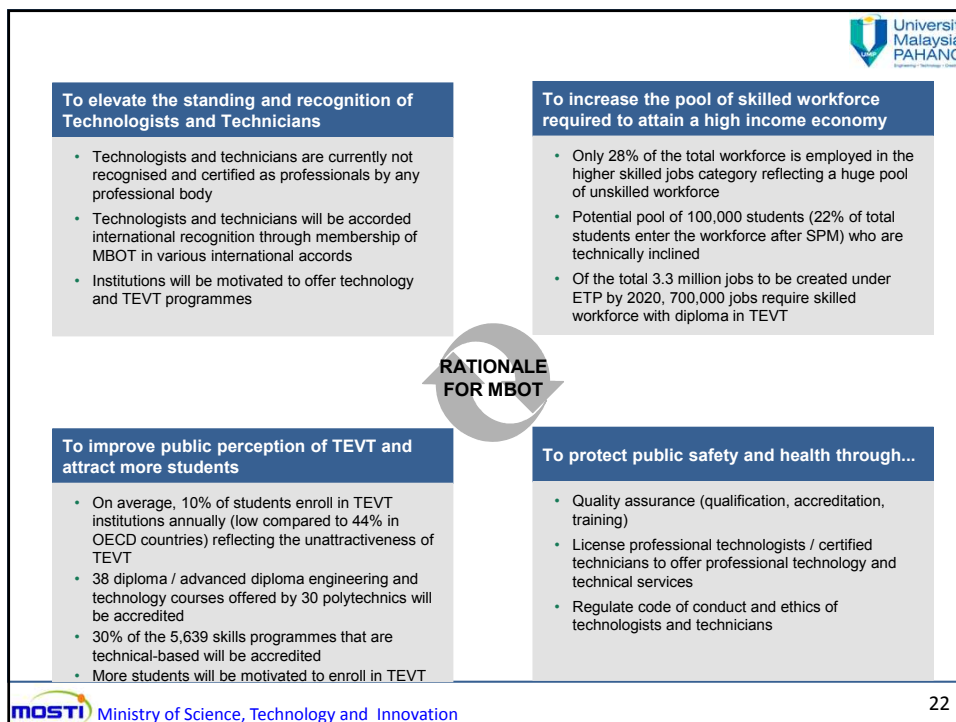 Universit
Malaysia
PAHANG
UMP
To elevate the standing and recognition of
Technologists and Technicians
• Technologists and technicians are currently not
recognised and certified as professionals by any
professional body
• Technologists and technicians will be accorded
international recognition through membership of
MBOT in various international accords
• Institutions will be motivated to offer technology
and TEVT programmes
To increase the pool of skilled workforce
required to attain a high income economy
• Only 28% of the total workforce is employed in the
higher skilled jobs category reflecting a huge pool
of unskilled workforce
• Potential pool of 100,000 students (22% of total
students enter the workforce after SPM) who are
technically inclined
• Of the total 3.3 million jobs to be created under
ETP by 2020, 700,000 jobs require skilled
workforce with diploma in TEVT
RATIONALE
FOR MBOT
To improve public perception of TEVT and
attract more students
• On average, 10% of students enroll in TEVT
institutions annually (low compared to 44% in
OECD countries) reflecting the unattractiveness of
TEVT
• 38 diploma / advanced diploma engineering and
technology courses offered by 30 polytechnics will
be accredited
• 30% of the 5,639 skills programmes that are
technical-based will be accredited
• More students will be motivated to enroll in TEVT
To protect public safety and health through...
• Quality assurance (qualification, accreditation,
training)
• License professional technologists / certified
technicians to offer professional technology and
technical services
• Regulate code of conduct and ethics of
technologists and technicians
MOSTI Ministry of Science, Technology and Innovation
22